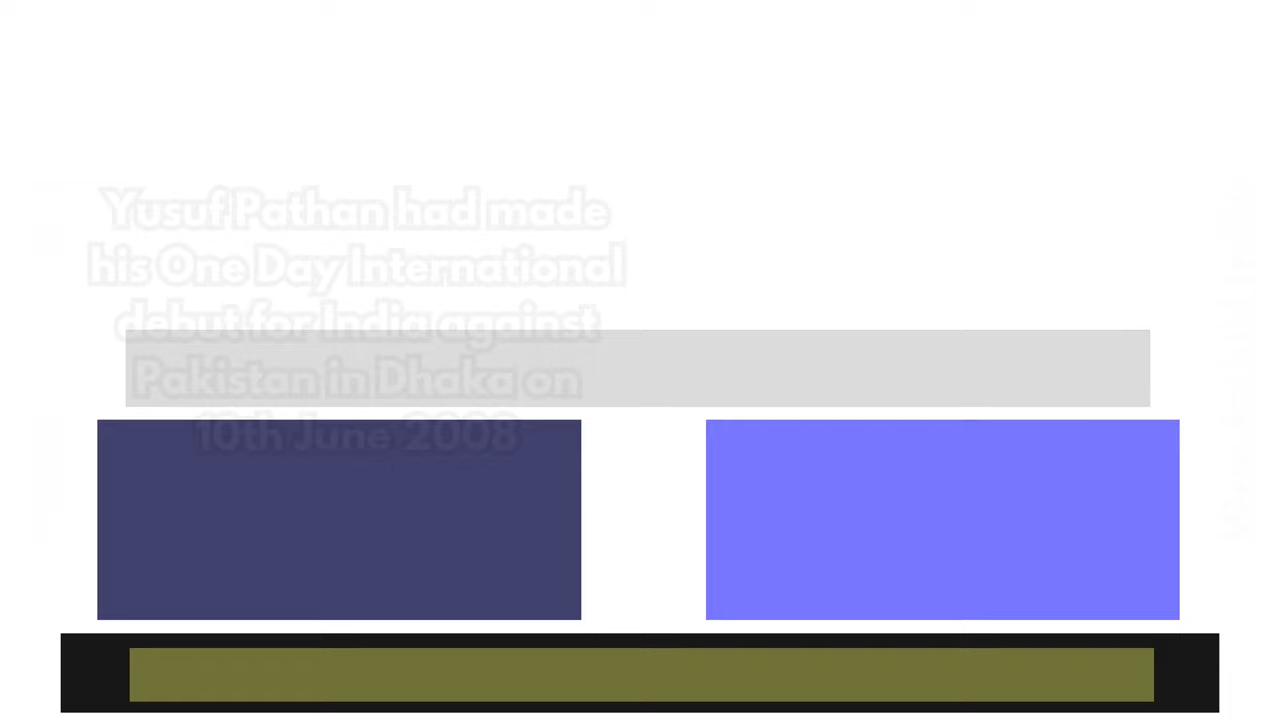 Yusuf Pathan had made
his One Day International
debut for India against
Pakistan in Dhaka on
10th June 2008